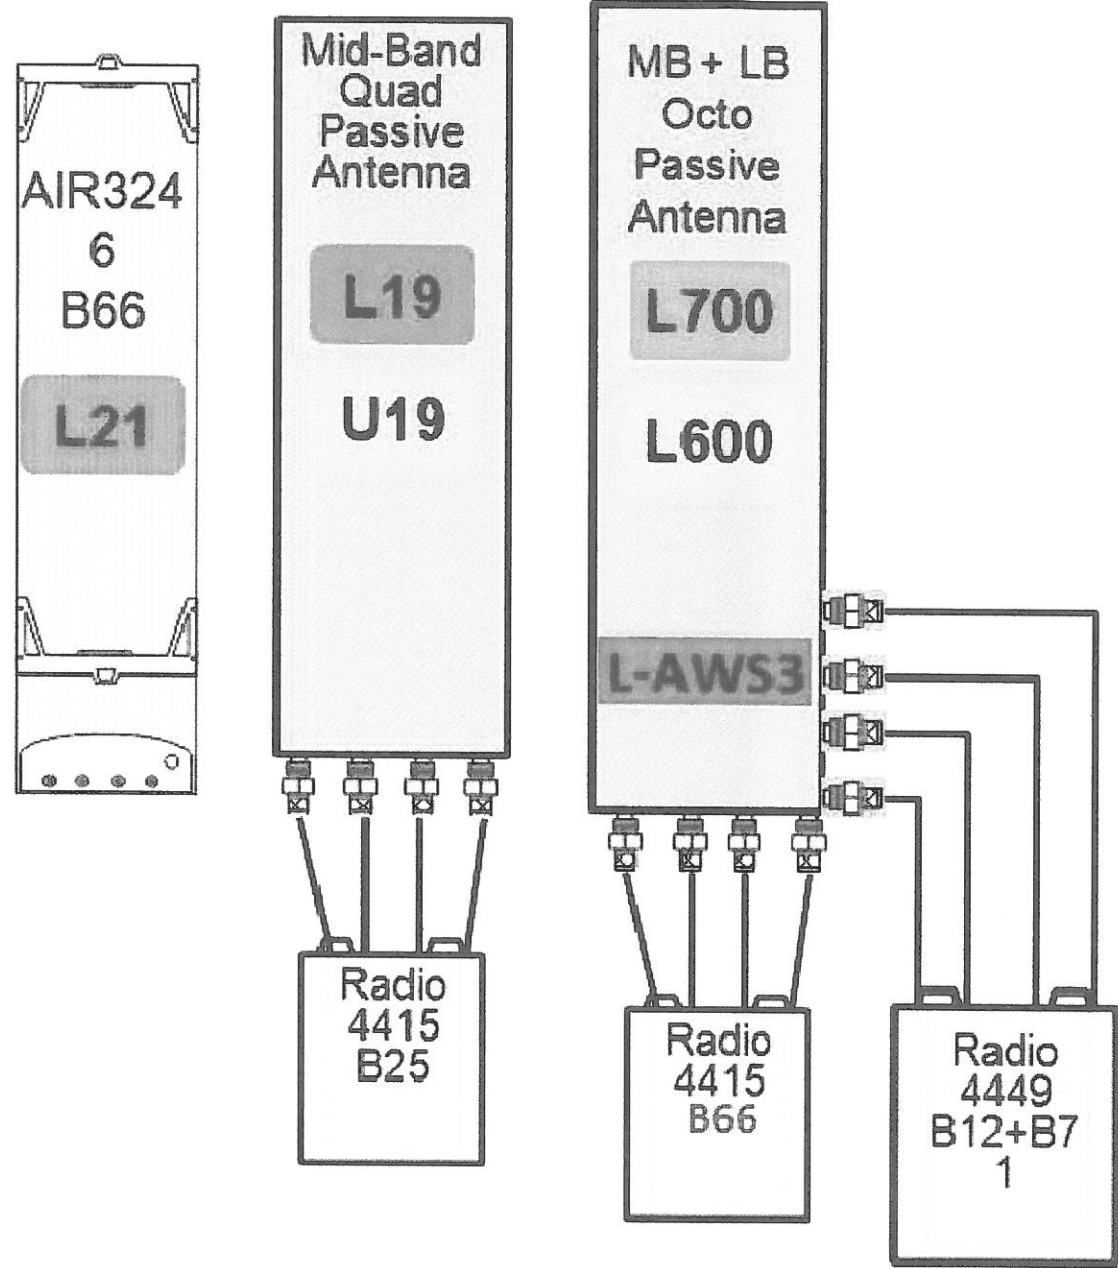 AIR324
6
B66
L21
Mid-Band
Quad
Passive
Antenna
L19
U19
Radio
4415
B25
MB + LB
Octo
Passive
Antenna
L700
L600
L-AWS3
Radio
4415
B66
Radio
4449
B12+B7
1